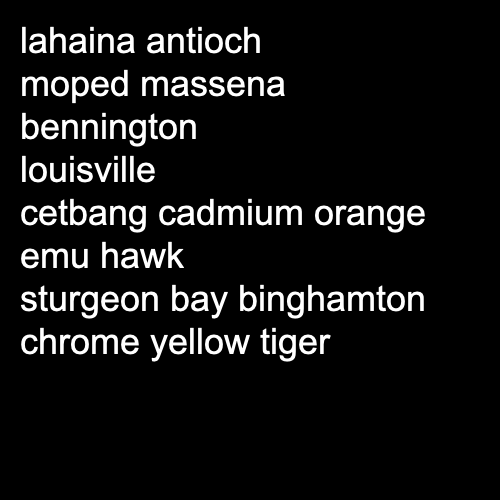 lahaina antioch
moped massena
bennington
louisville
cetbang cadmium orange
emu hawk
sturgeon bay binghamton
chrome yellow tiger